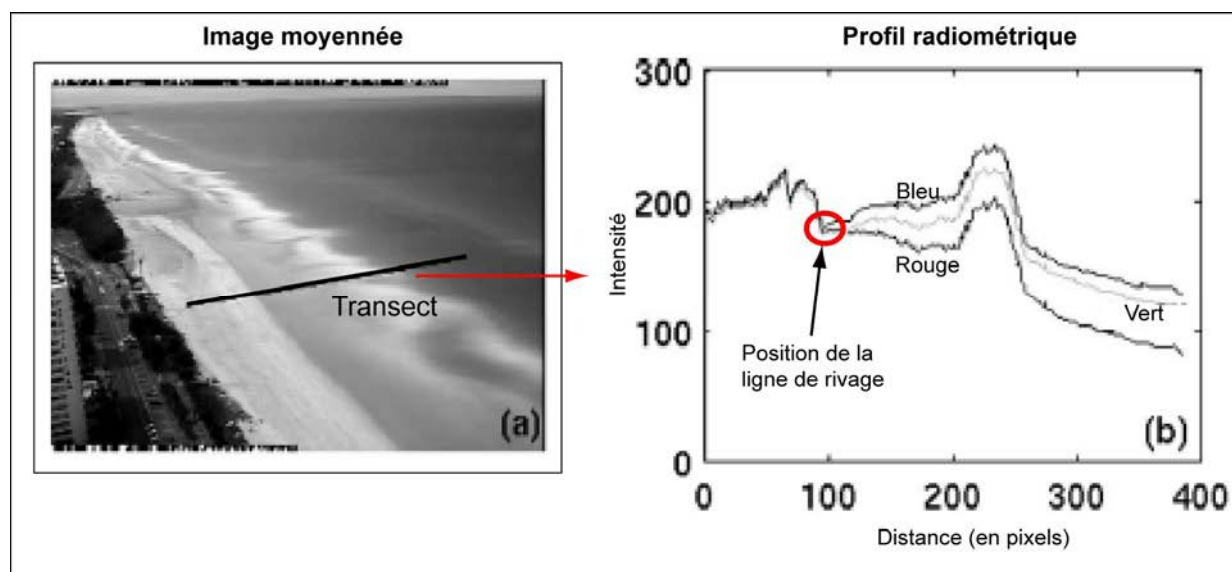 Image moyennée
Transect
(a)
Profil radiométrique
300
200
100
0
Intensité
Bleu
Rouge
Vert
Position de la
ligne de rivage
(b)
0 100 200 300 400
Distance (en pixels)